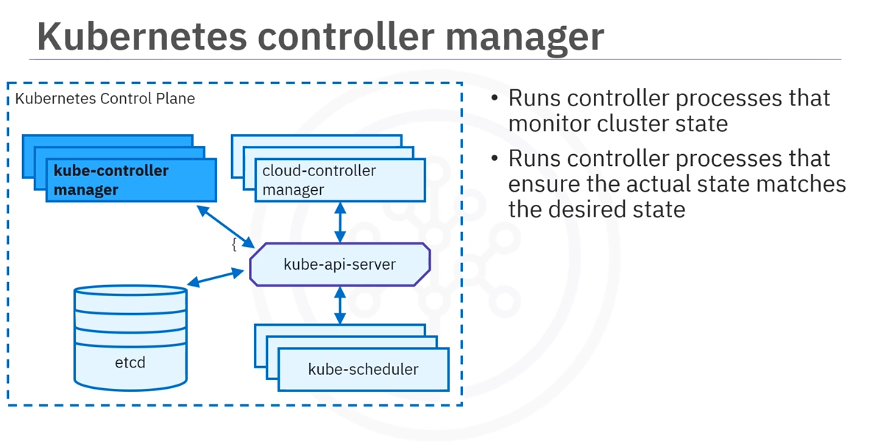 Kubernetes controller manager
Kubernetes Control Plane
kube-controller
manager
cloud-controller
manager
{
kube-api-server
etcd
kube-scheduler
• Runs controller processes that
monitor cluster state
• Runs controller processes that
ensure the actual state matches
the desired state